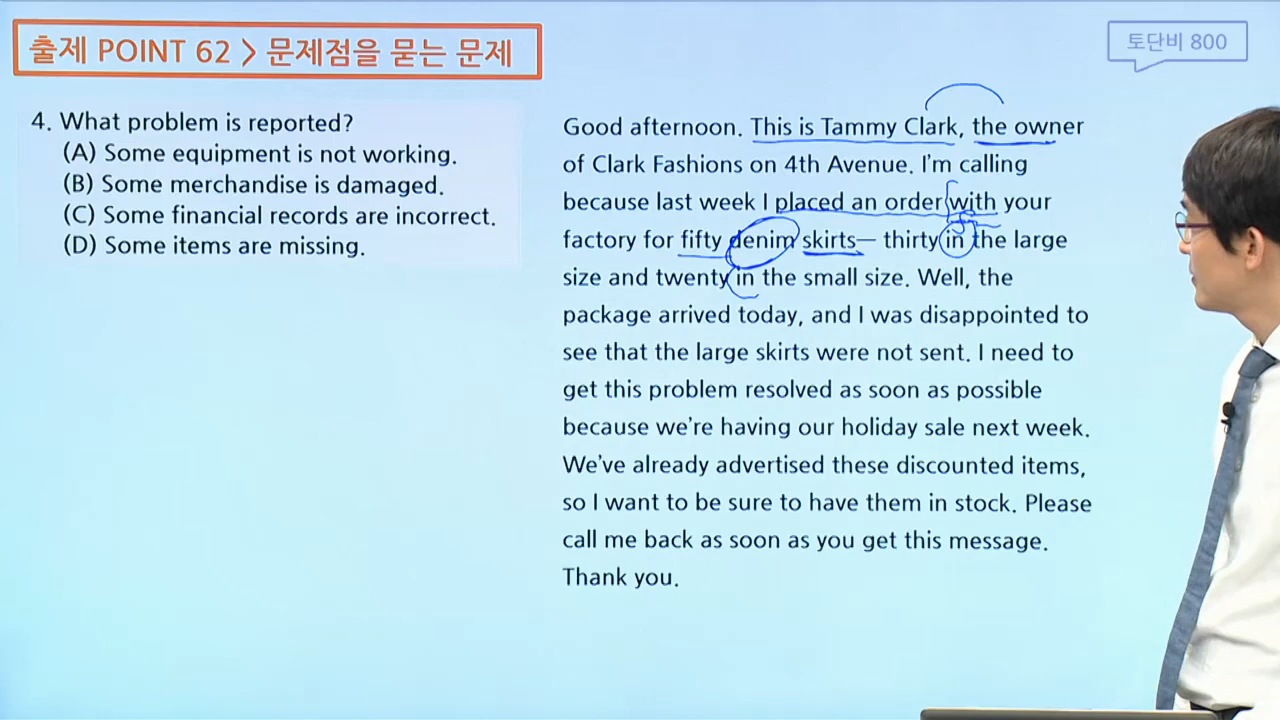 출제 POINT 62 > 문제점을 묻는 문제
토단비 800
4. What problem is reported?
(A) Some equipment is not working.
(B) Some merchandise is damaged.
(C) Some financial records are incorrect.
(D) Some items are missing.
Good afternoon. This is Tammy Clark, the owner
of Clark Fashions on 4th Avenue. I'm calling
because last week I placed an order with your
factory for fifty denim skirts— thirty in the large
size and twenty in the small size. Well, the
package arrived today, and I was disappointed to
see that the large skirts were not sent. I need to
get this problem resolved as soon as possible
because we're having our holiday sale next week.
We've already advertised these discounted items,
so I want to be sure to have them in stock. Please
call me back as soon as you get this message.
Thank you.